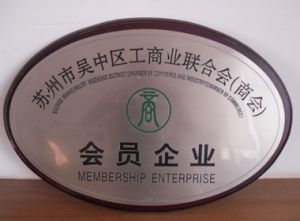 苏州市吴中区工商业联合会(商会)
SUZHOU MUNICIPALITY WUZHONG DISTRICT CHAMBER OF COMMERCE AND INDUSTRY(CHAMBER OF COMMERCE)
会员企业
MEMBERSHIP ENTERPRISE